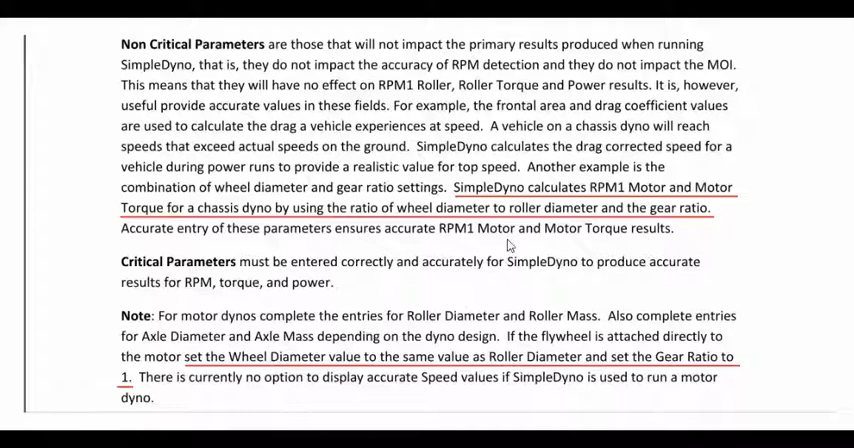 Non Critical Parameters are those that will not impact the primary results produced when running
SimpleDyno, that is, they do not impact the accuracy of RPM detection and they do not impact the MOI.
This means that they will have no effect on RPM1 Roller, Roller Torque and Power results. It is, however,
useful provide accurate values in these fields. For example, the frontal area and drag coefficient values
are used to calculate the drag a vehicle experiences at speed. A vehicle on a chassis dyno will reach
speeds that exceed actual speeds on the ground. SimpleDyno calculates the drag corrected speed for a
vehicle during power runs to provide a realistic value for top speed. Another example is the
combination of wheel diameter and gear ratio settings. SimpleDyno calculates RPM1 Motor and Motor
Torque for a chassis dyno by using the ratio of wheel diameter to roller diameter and the gear ratio.
Accurate entry of these parameters ensures accurate RPM1 Motor and Motor Torque results.
Critical Parameters must be entered correctly and accurately for SimpleDyno to produce accurate
results for RPM, torque, and power.
Note: For motor dynos complete the entries for Roller Diameter and Roller Mass. Also complete entries
for Axle Diameter and Axle Mass depending on the dyno design. If the flywheel is attached directly to
the motor set the Wheel Diameter value to the same value as Roller Diameter and set the Gear Ratio to
1. There is currently no option to display accurate Speed values if SimpleDyno is used to run a motor
dyno.